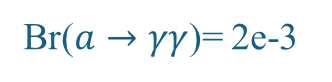 Br(𝑎 → 𝛾𝛾)= 2e-3